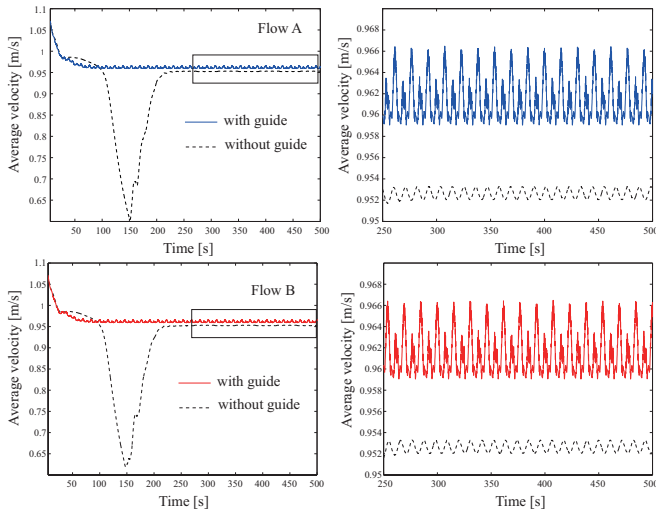 Flow A
Average velocity [m/s]
1.1
1.05
1
0.95
0.9
0.85
0.8
0.75
0.7
0.65
with guide
without guide
50 100 150 200 250 300 350 400 450 500
Time [s]
Average velocity [m/s]
0.968
0.966
0.964
0.962
0.96
0.958
0.956
0.954
0.952
0.95
250 300 350 400 450 500
Time [s]
Flow B
Average velocity [m/s]
1.1
1.05
1
0.95
0.9
0.85
0.8
0.75
0.7
0.65
with guide
without guide
50 100 150 200 250 300 350 400 450 500
Time [s]
Average velocity [m/s]
0.968
0.966
0.964
0.962
0.96
0.958
0.956
0.954
0.952
0.95
250 300 350 400 450 500
Time [s]